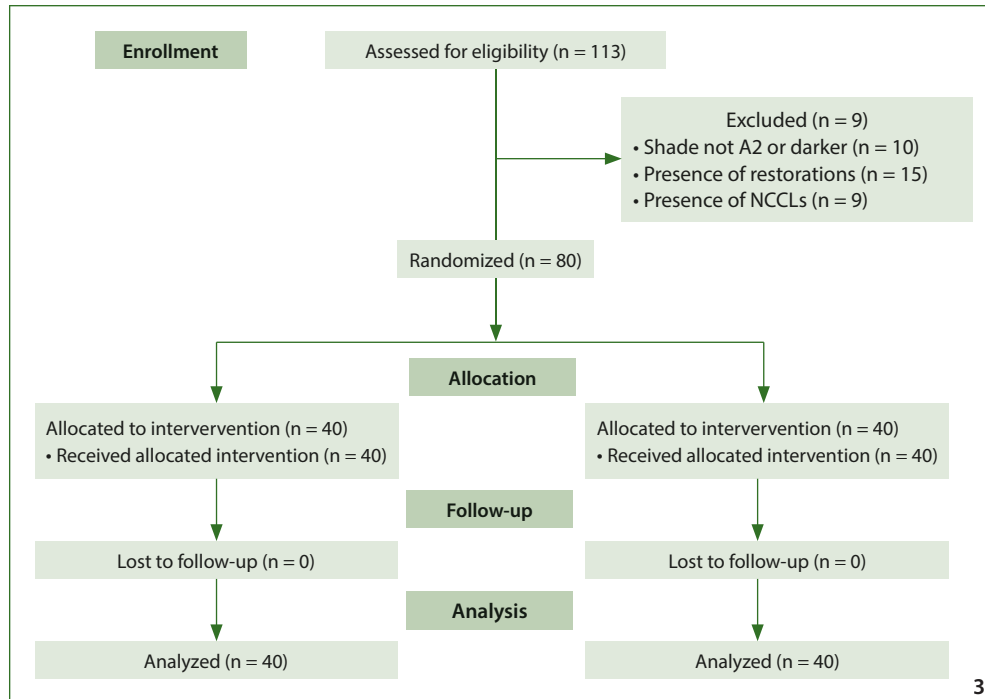 Enrollment
Assessed for eligibility (n = 113)
Excluded (n = 9)
• Shade not A2 or darker (n = 10)
• Presence of restorations (n = 15)
• Presence of NCCLs (n = 9)
Randomized (n = 80)
Allocation
Allocated to intervervention (n = 40)
• Received allocated intervention (n = 40)
Allocated to intervervention (n = 40)
• Received allocated intervention (n = 40)
Follow-up
Lost to follow-up (n = 0)
Lost to follow-up (n = 0)
Analysis
Analyzed (n = 40)
Analyzed (n = 40)
3